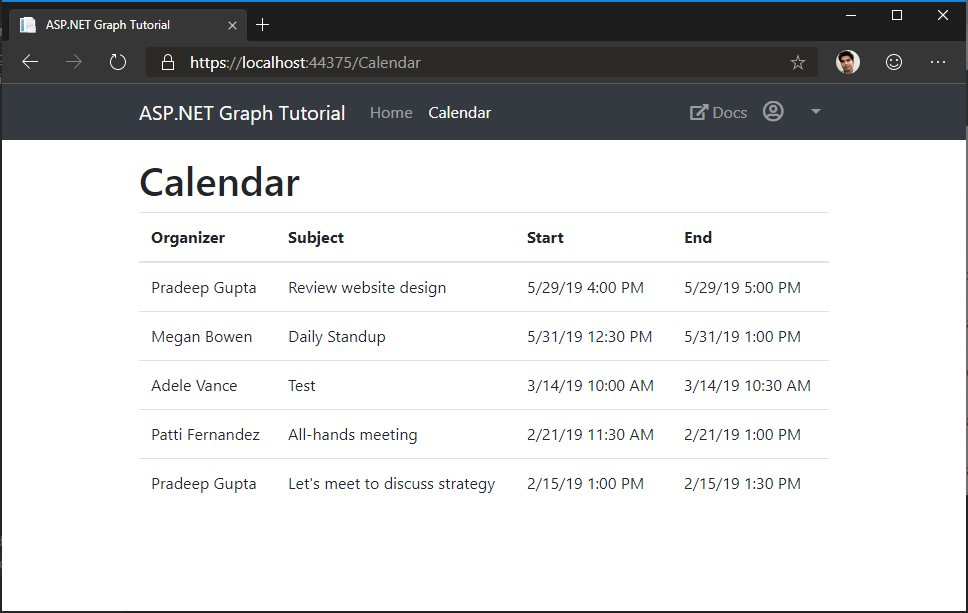 ASP.NET Graph Tutorial
https://localhost:44375/Calendar
ASP.NET Graph Tutorial Home Calendar Docs
Calendar
Organizer Subject Start End
Pradeep Gupta Review website design 5/29/19 4:00 PM 5/29/19 5:00 PM
Megan Bowen Daily Standup 5/31/19 12:30 PM 5/31/19 1:00 PM
Adele Vance Test 3/14/19 10:00 AM 3/14/19 10:30 AM
Patti Fernandez All-hands meeting 2/21/19 11:30 AM 2/21/19 1:00 PM
Pradeep Gupta Let's meet to discuss strategy 2/15/19 1:00 PM 2/15/19 1:30 PM